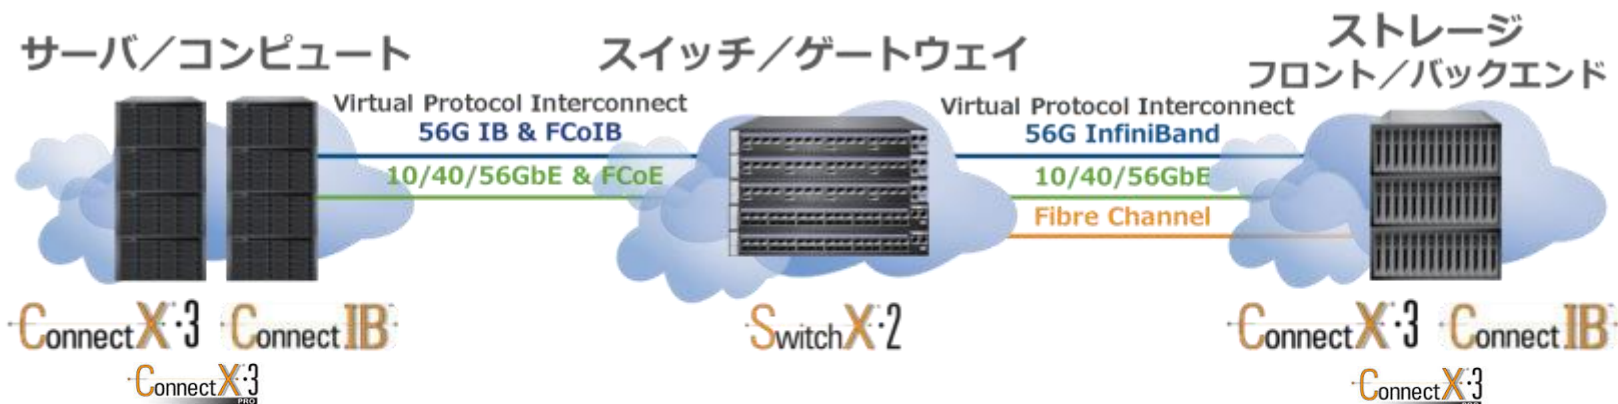 サーバ／コンピュート
スイッチ／ゲートウェイ
ストレージ
フロント／バックエンド
Virtual Protocol Interconnect
56G IB & FCoIB
10/40/56GbE & FCoE
Virtual Protocol Interconnect
56G InfiniBand
10/40/56GbE
Fibre Channel
ConnectX·3
ConnectIB
ConnectX·3
PRO
SwitchX·2
ConnectX·3
ConnectIB
ConnectX·3
PRO